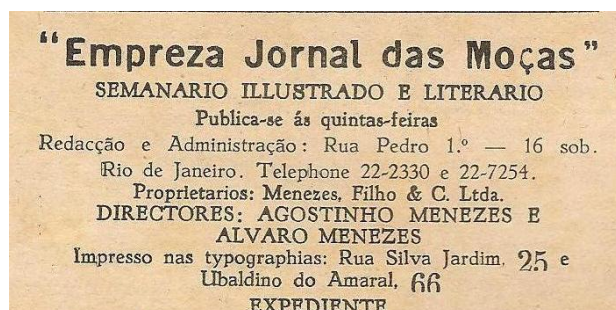 "Empreza Jornal das Moças"
SEMANARIO ILLUSTRADO E LITERARIO
Publica-se ás quintas-feiras
Redacção e Administração: Rua Pedro 1.º — 16 sob.
Rio de Janeiro. Telephone 22-2330 e 22-7254.
Proprietarios: Menezes, Filho & C. Ltda.
DIRECTORES: AGOSTINHO MENEZES E
ALVARO MENEZES
Impresso nas typographias: Rua Silva Jardim, 25 e
Ubaldino do Amaral, 66
EXPEDIENTE